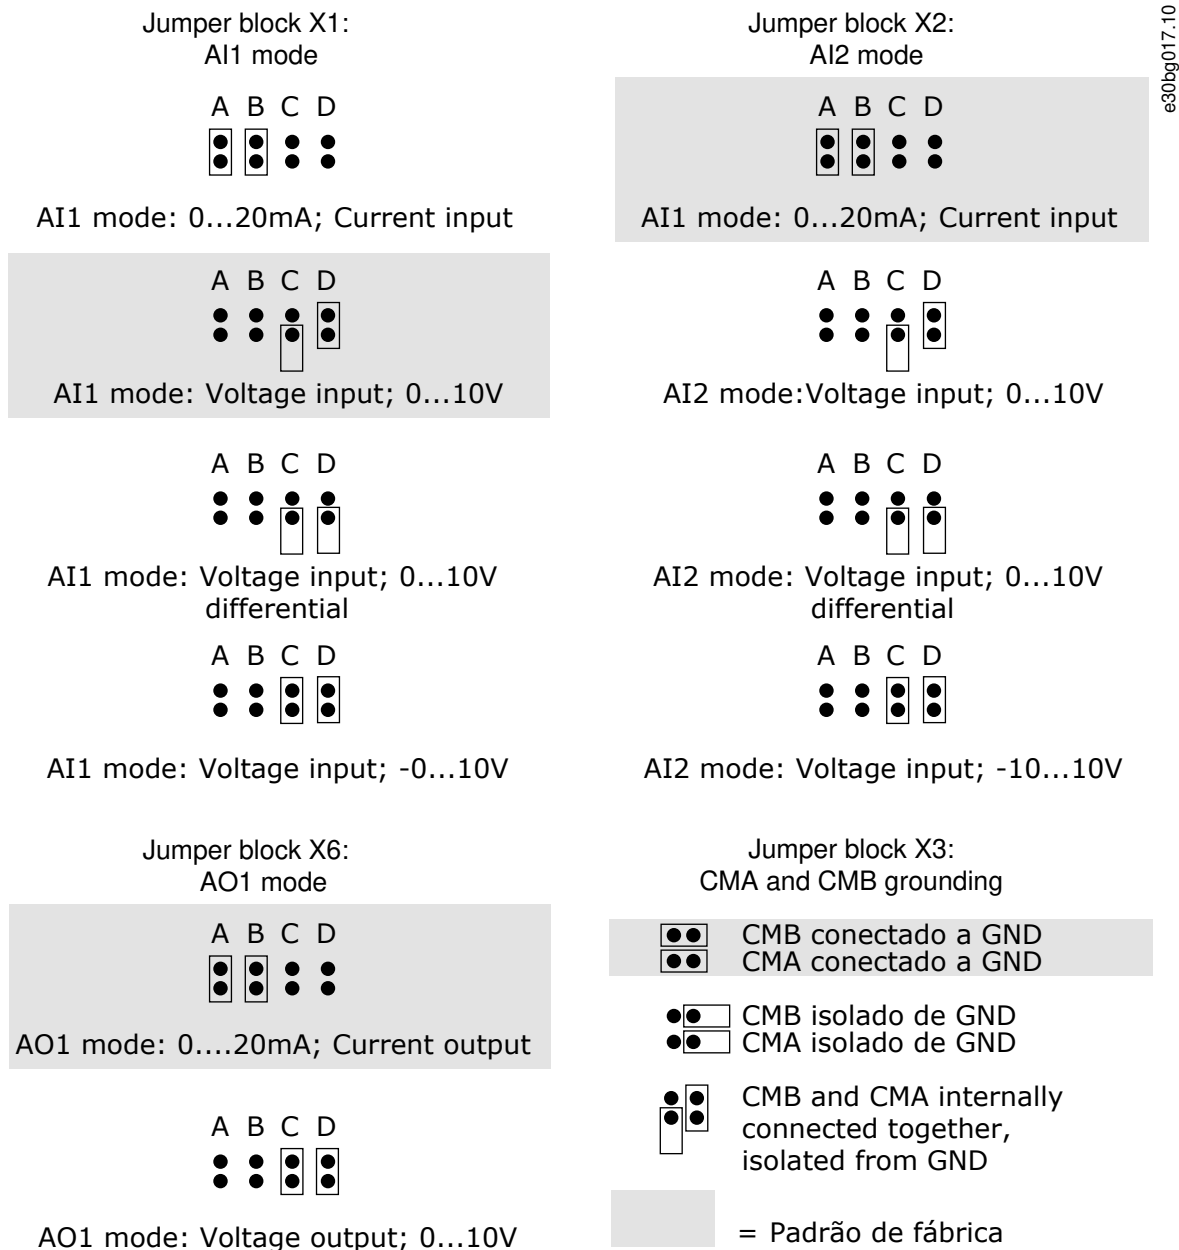 Jumper block X1:
AI1 mode
A B C D
AI1 mode: 0...20mA; Current input
A B C D
AI1 mode: Voltage input; 0...10V
A B C D
AI1 mode: Voltage input; 0...10V
differential
A B C D
AI1 mode: Voltage input; -0...10V
Jumper block X2:
AI2 mode
A B C D
AI1 mode: 0...20mA; Current input
A B C D
AI2 mode:Voltage input; 0...10V
A B C D
AI2 mode: Voltage input; 0...10V
differential
A B C D
AI2 mode: Voltage input; -10...10V
Jumper block X6:
AO1 mode
A B C D
AO1 mode: 0....20mA; Current output
A B C D
AO1 mode: Voltage output; 0...10V
Jumper block X3:
CMA and CMB grounding
CMB conectado a GND
CMA conectado a GND
CMB isolado de GND
CMA isolado de GND
CMB and CMA internally
connected together,
isolated from GND
= Padrão de fábrica
e30bg017.10